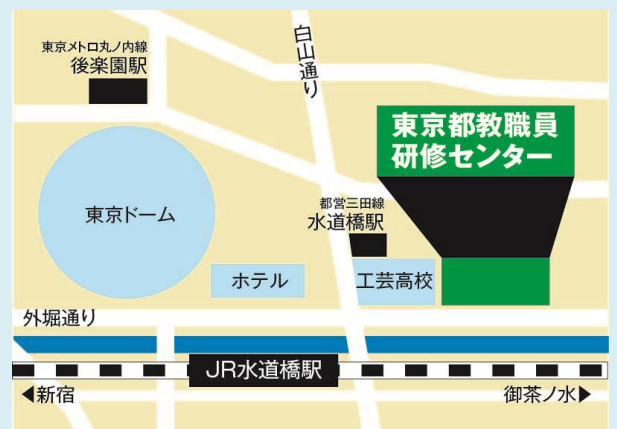 東京メトロ丸ノ内線
後楽園駅
白山通り
東京都教職員
研修センター
東京ドーム
都営三田線
水道橋駅
ホテル
工芸高校
外堀通り
JR水道橋駅
◀新宿
御茶ノ水▶